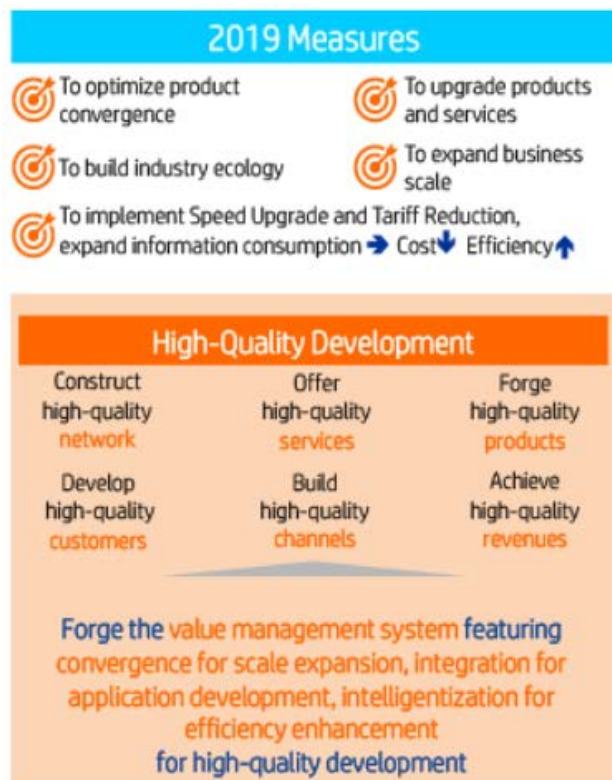 2019 Measures
To optimize product
convergence
To upgrade products
and services
To build industry ecology
To expand business
scale
To implement Speed Upgrade and Tariff Reduction,
expand information consumption ➔ Cost⬇ Efficiency⬆
High-Quality Development
Construct
high-quality
network
Offer
high-quality
services
Forge
high-quality
products
Develop
high-quality
customers
Build
high-quality
channels
Achieve
high-quality
revenues
Forge the value management system featuring
convergence for scale expansion, integration for
application development, intelligentization for
efficiency enhancement
for high-quality development